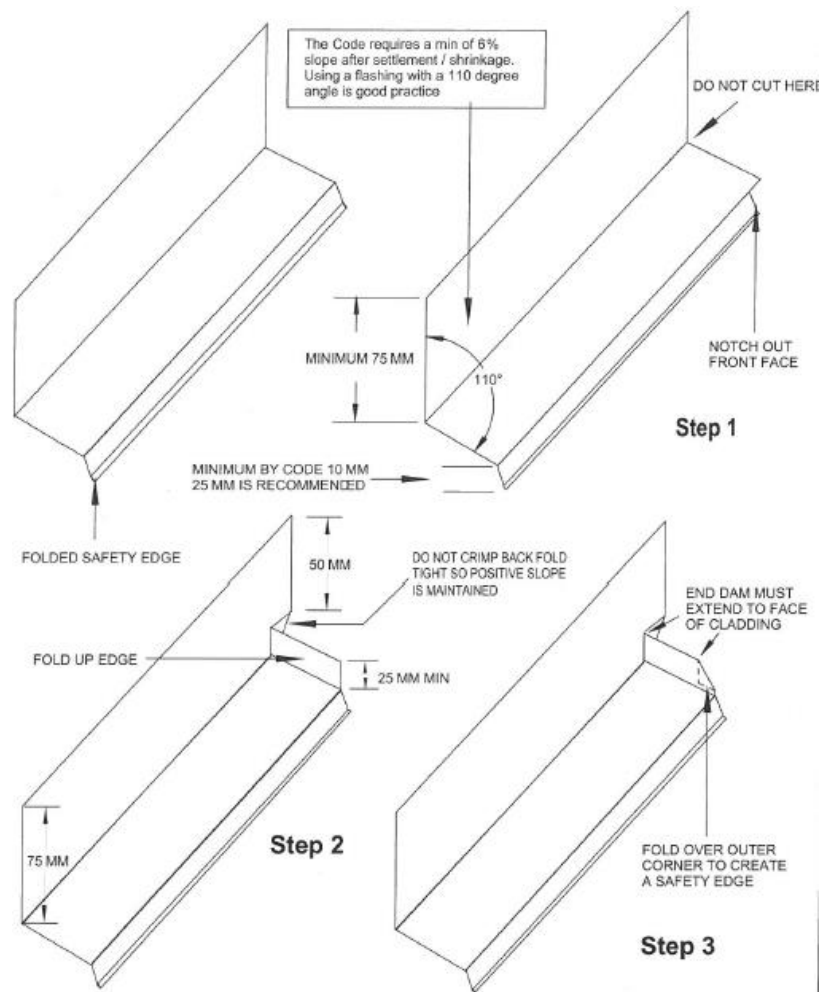 The Code requires a min of 6%
slope after settlement / shrinkage.
Using a flashing with a 110 degree
angle is good practice
DO NOT CUT HERE
MINIMUM 75 MM
110°
NOTCH OUT
FRONT FACE
Step 1
MINIMUM BY CODE 10 MM
25 MM IS RECOMMENDED
FOLDED SAFETY EDGE
50 MM
DO NOT CRIMP BACK FOLD
TIGHT SO POSITIVE SLOPE
IS MAINTAINED
END DAM MUST
EXTEND TO FACE
OF CLADDING
FOLD UP EDGE
25 MM MIN
75 MM
Step 2
FOLD OVER OUTER
CORNER TO CREATE
A SAFETY EDGE
Step 3